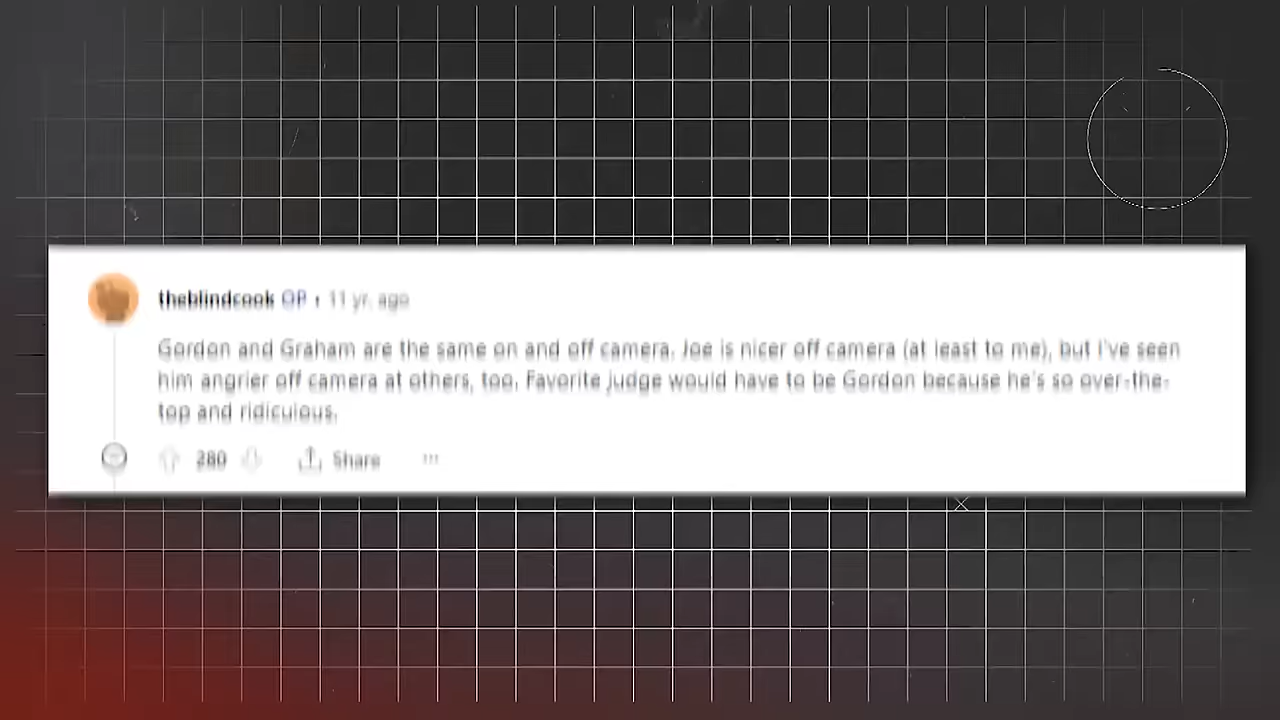 theblindcook OP • 11 yr. ago
Gordon and Graham are the same on and off camera. Joe is nicer off camera (at least to me), but I've seen
him angrier off camera at others, too. Favorite judge would have to be Gordon because he's so over-the-
top and ridiculous.
280 Share ...